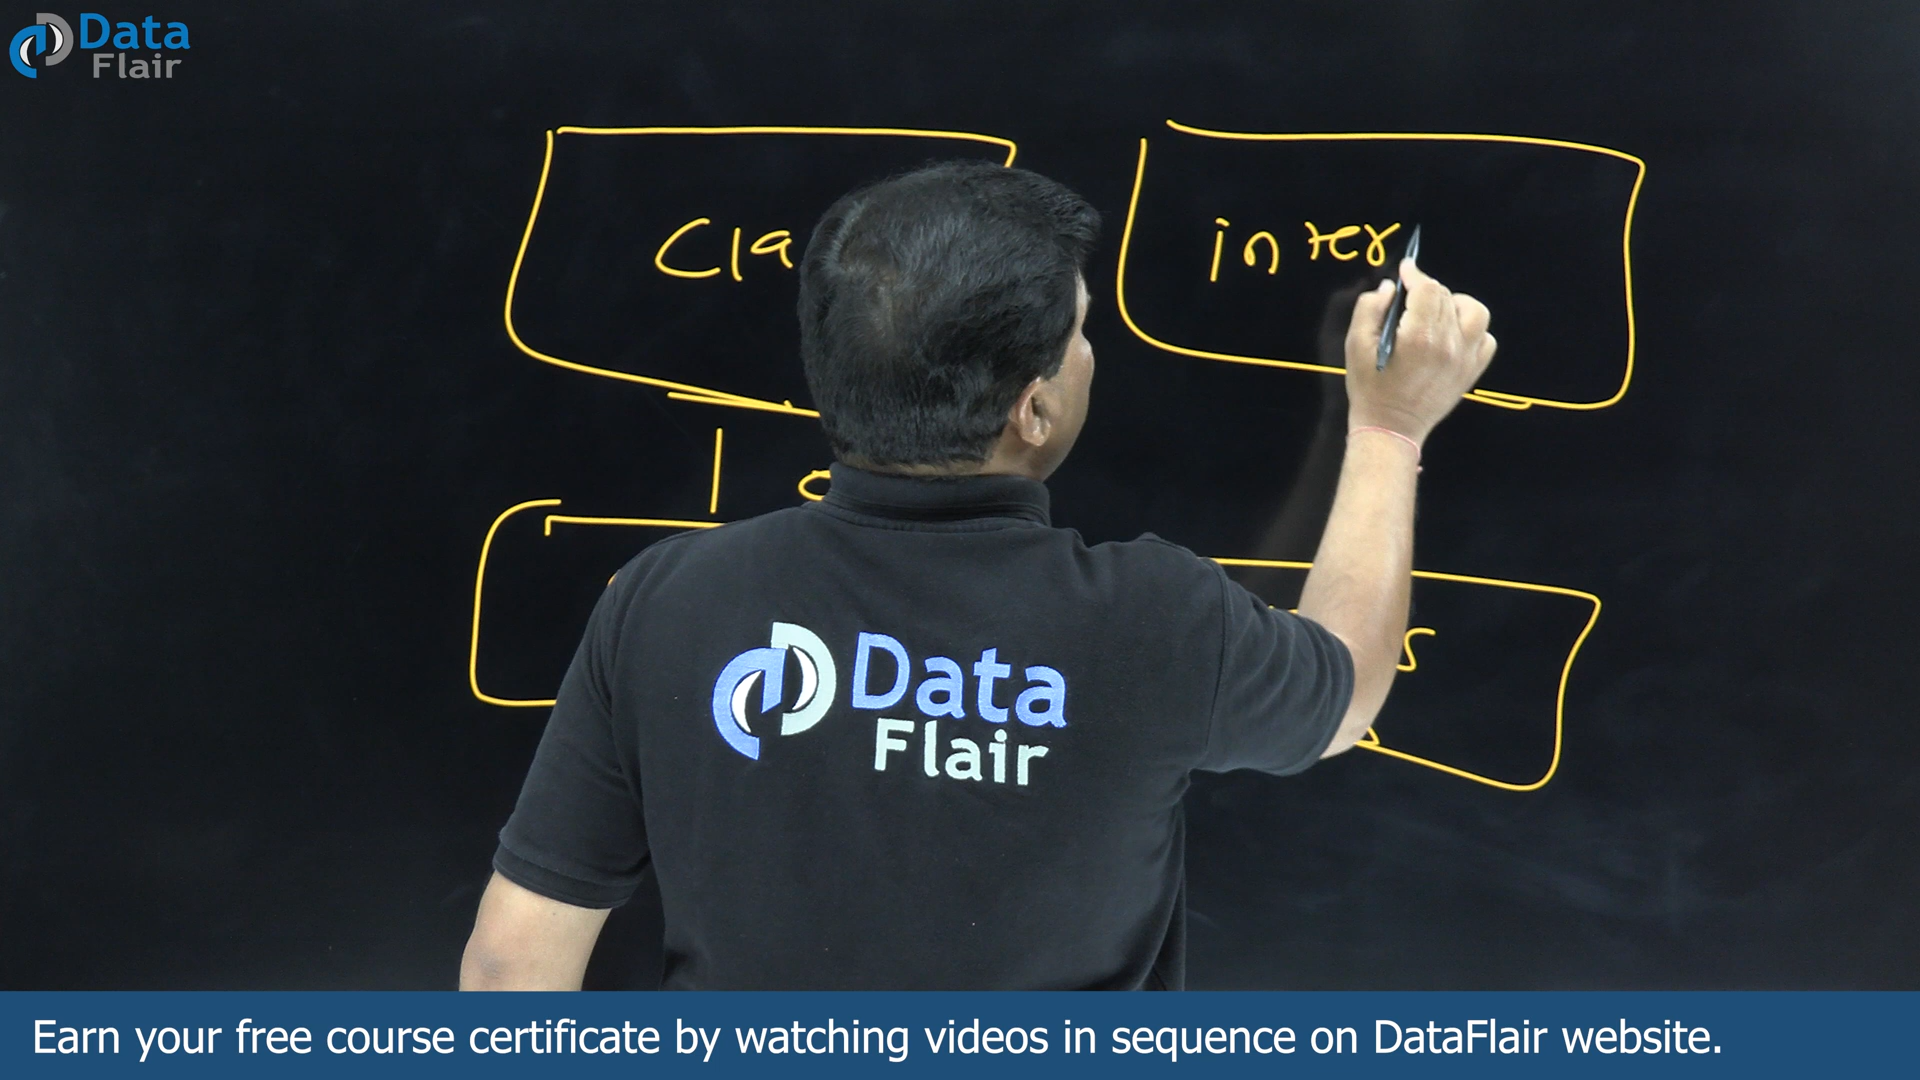 Data
Flair
Cla
inter
s
Data
Flair
Earn your free course certificate by watching videos in sequence on DataFlair website.